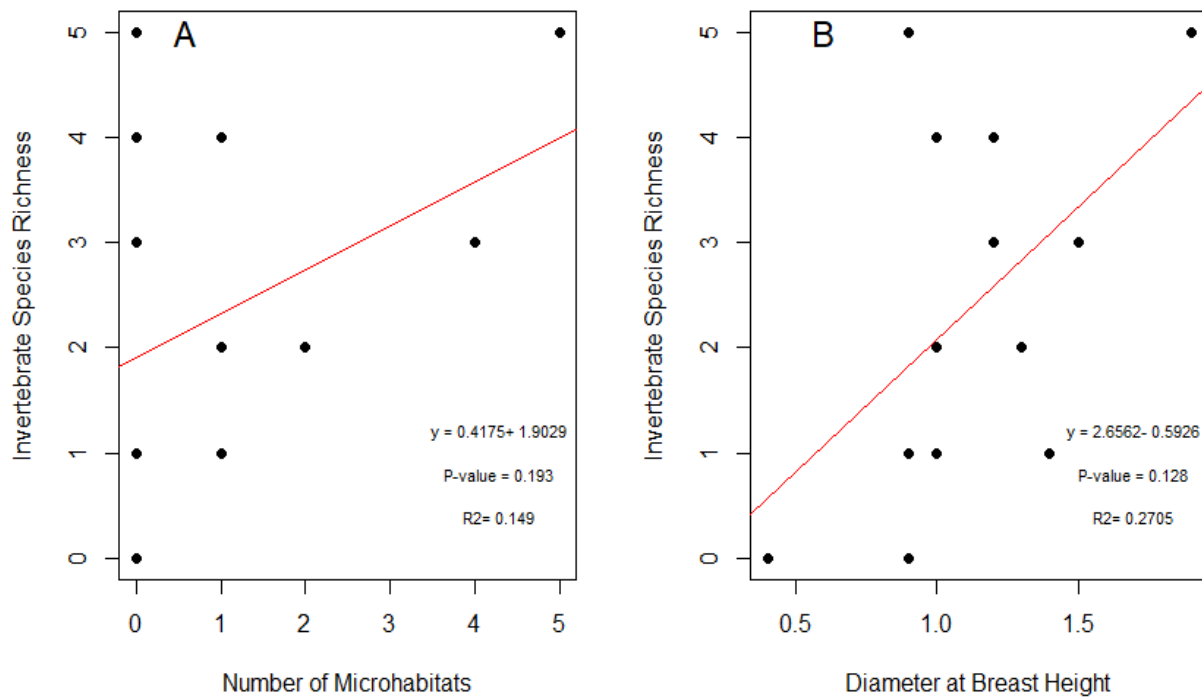 A
Invertebrate Species Richness
5
4
3
2
1
0
y = 0.4175+ 1.9029
P-value = 0.193
R2= 0.149
0 1 2 3 4 5
Number of Microhabitats
B
Invertebrate Species Richness
5
4
3
2
1
0
y = 2.6562- 0.5926
P-value = 0.128
R2= 0.2705
0.5 1.0 1.5
Diameter at Breast Height